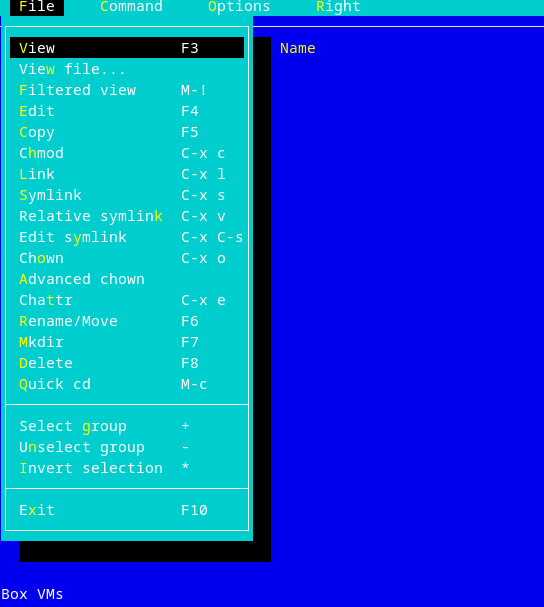 File Command Options Right
View F3 Name
View file...
Filtered view M-!
Edit F4
Copy F5
Chmod C-x c
Link C-x l
Symlink C-x s
Relative symlink C-x v
Edit symlink C-x C-s
Chown C-x o
Advanced chown
Chattr C-x e
Rename/Move F6
Mkdir F7
Delete F8
Quick cd M-c
Select group +
Unselect group -
Invert selection *
Exit F10
Box VMs